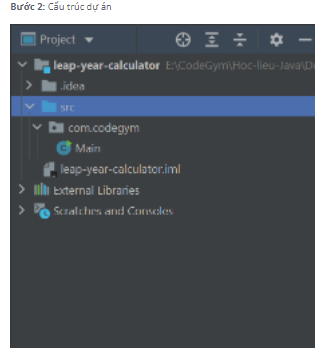 Bước 2: Cấu trúc dự án
Project
leap-year-calculator E:\CodeGym\Hoc-lieu-Java\D
.idea
src
com.codegym
Main
leap-year-calculator.iml
External Libraries
Scratches and Consoles